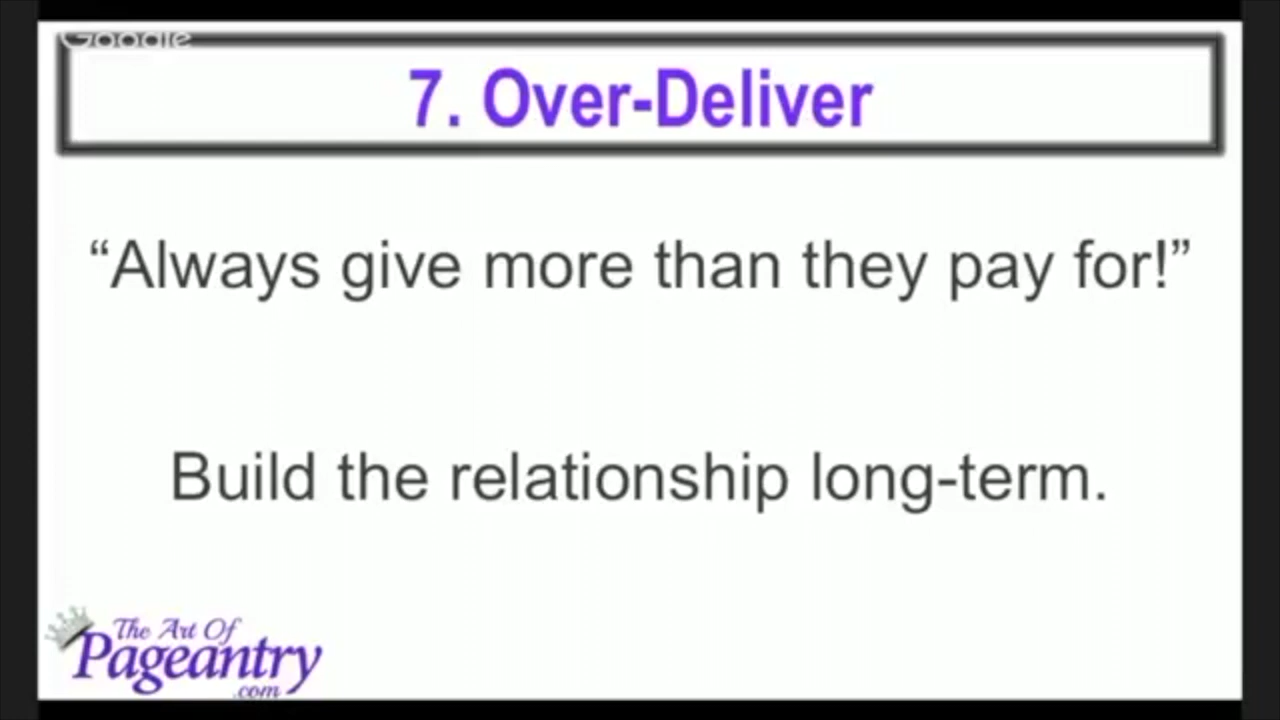 Google
7. Over-Deliver
“Always give more than they pay for!”
Build the relationship long-term.
The Art Of
Pageantry
.com